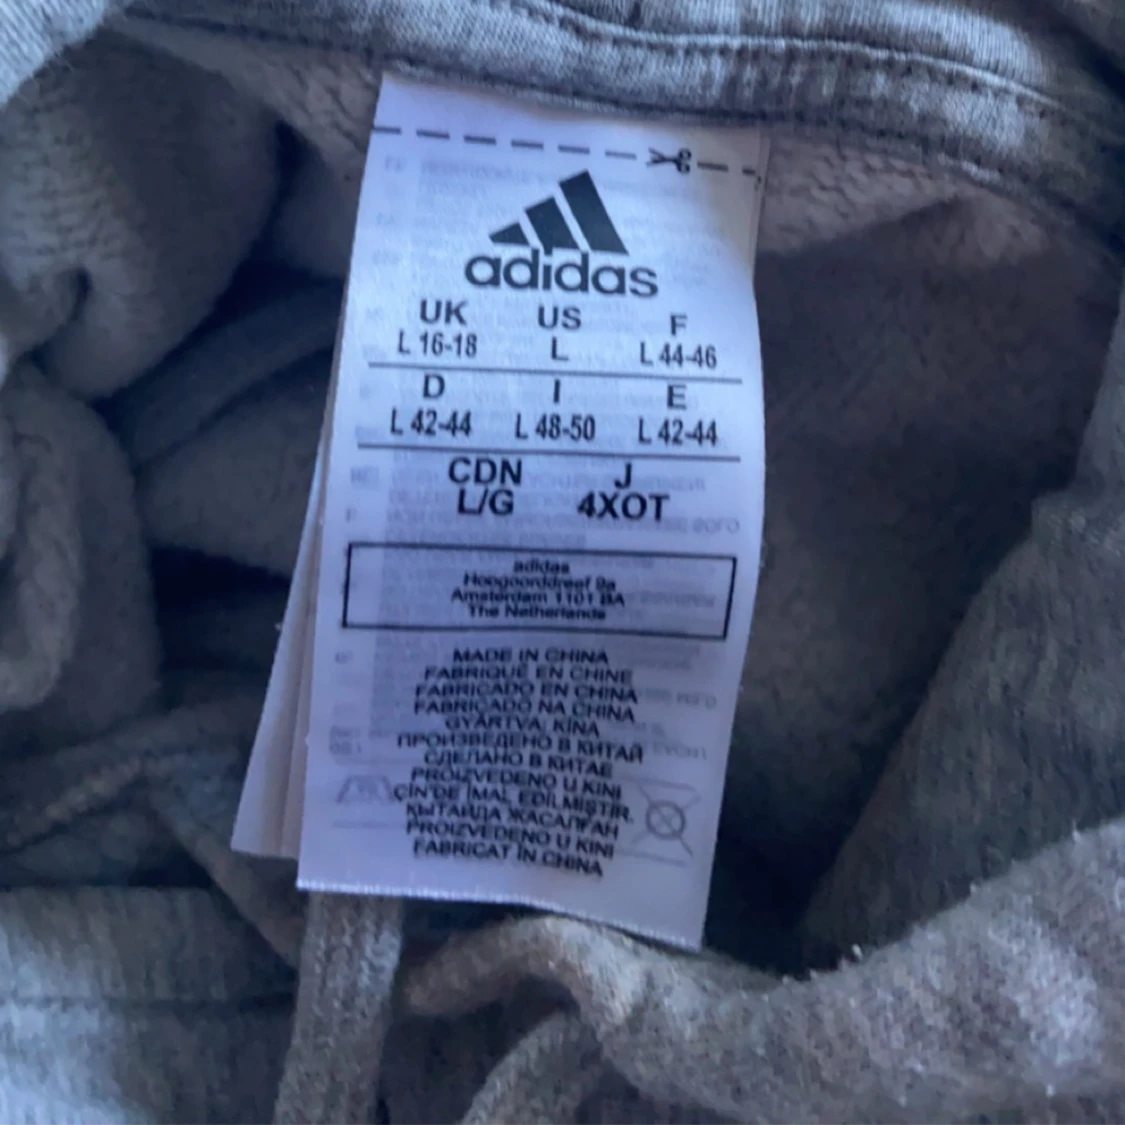 adidas
UK US F
L 16-18 L L 44-46
D I E
L 42-44 L 48-50 L 42-44
CDN J
L/G 4XOT
adidas
Hoogoorddreef 9a
Amsterdam 1101 BA
The Netherlands
MADE IN CHINA
FABRIQUÉ EN CHINE
FABRICADO EN CHINA
FABRICADO NA CHINA
GYÁRTVA: KÍNA
ПРОИЗВЕДЕНО В КИТАЙ
СДЕЛАНО В КИТАЕ
PROIZVEDENO U KINI
ÇİN'DE İMAL EDİLMİŞTİR.
ҚЫТАЙДА ЖАСАЛҒАН
PROIZVEDENO U KINI
FABRICAT ÎN CHINA